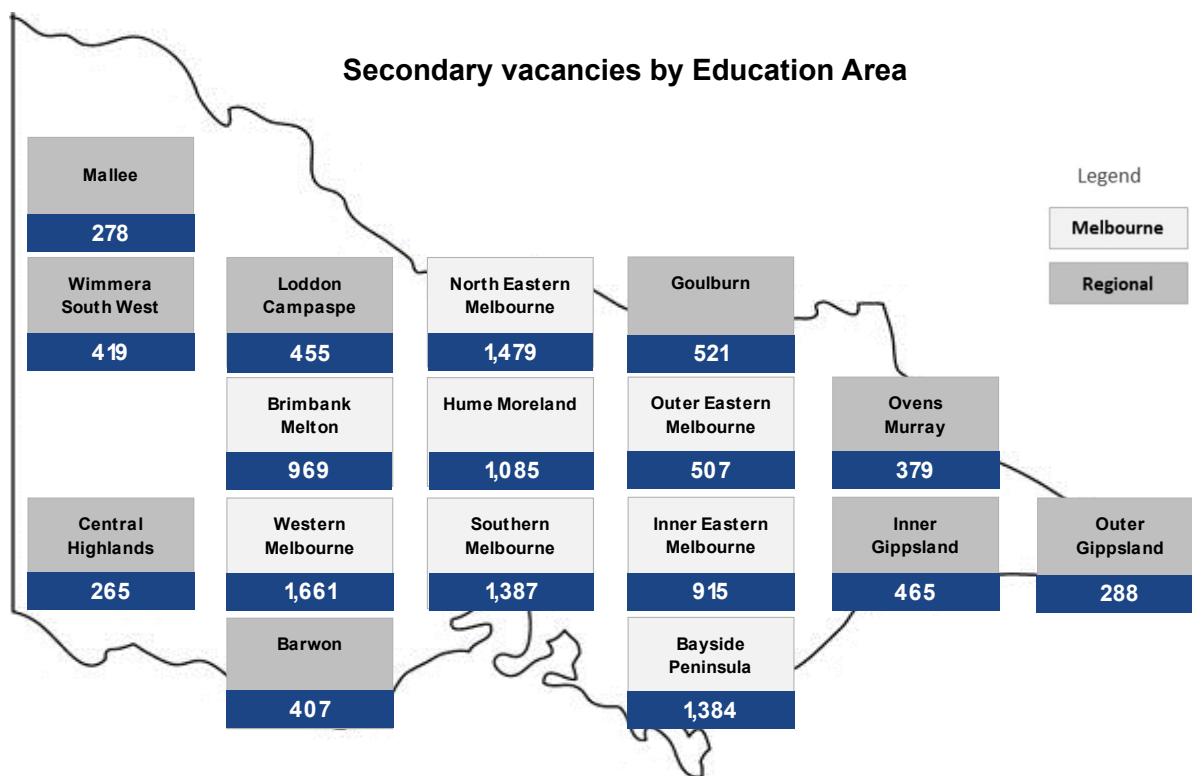 Secondary vacancies by Education Area
Legend
Melbourne
Regional
Mallee
278
Wimmera
South West
419
Loddon
Campaspe
455
North Eastern
Melbourne
1,479
Goulburn
521
Brimbank
Melton
969
Hume Moreland
1,085
Outer Eastern
Melbourne
507
Ovens
Murray
379
Central
Highlands
265
Western
Melbourne
1,661
Southern
Melbourne
1,387
Inner Eastern
Melbourne
915
Inner
Gippsland
465
Outer
Gippsland
288
Barwon
407
Bayside
Peninsula
1,384